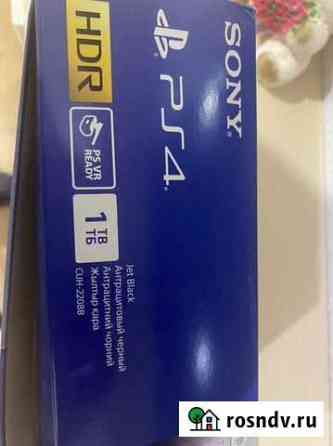 SONY
PS4
HDR
PS VR
READY
1 TB
ТБ
Jet Black
Антрацитовый черный
Антрацитний чорний
Жылтыр қара
CUH-2208B
rosndv.ru